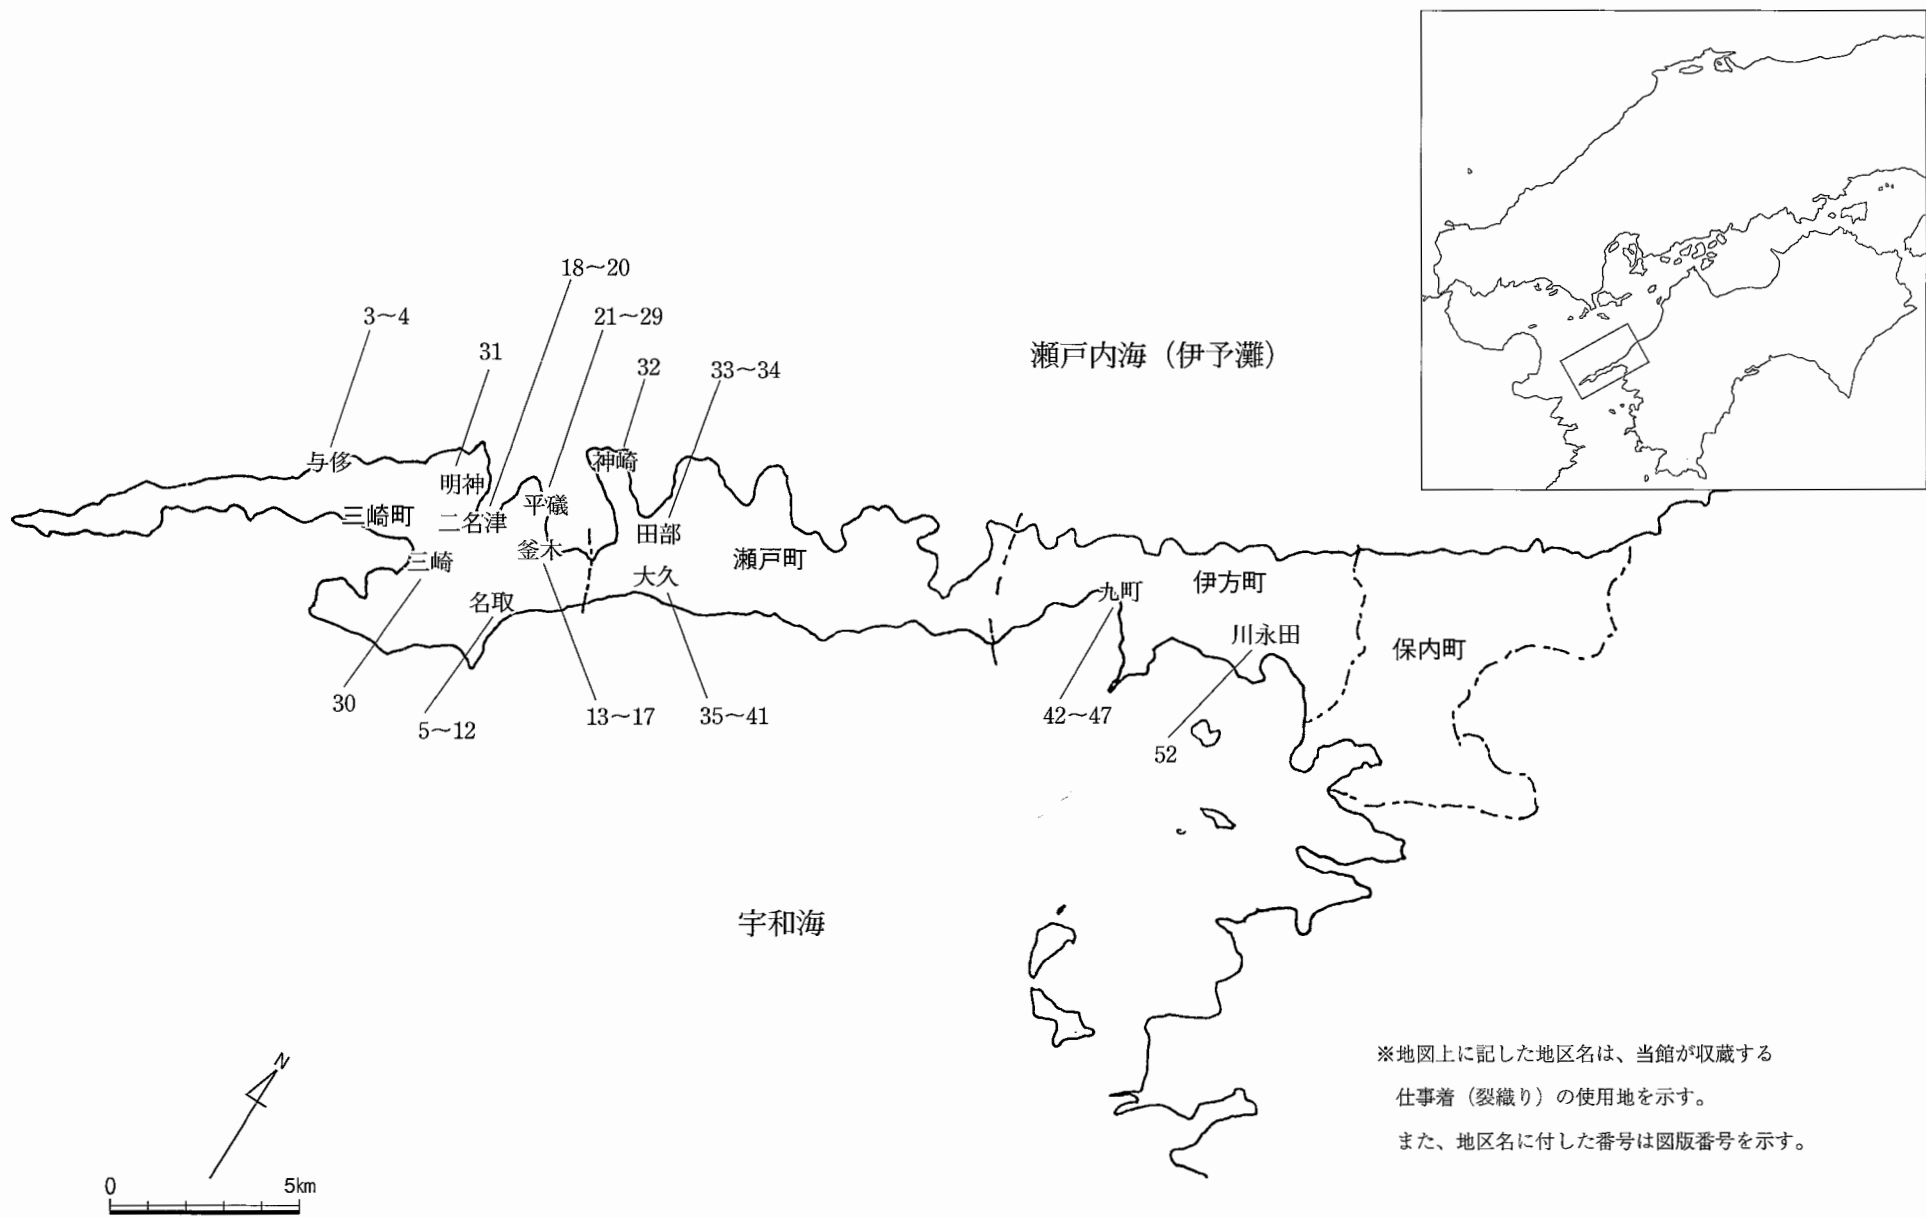 18～20
3～4
21～29
31
32
33～34
瀬戸内海（伊予灘）
与侈
神崎
明神
平礒
三崎町
二名津
田部
釜木
瀬戸町
三崎
大久
伊方町
九町
名取
川永田
保内町
30
5～12
13～17
35～41
42～47
52
宇和海
N
0 5km
※地図上に記した地区名は、当館が収蔵する
仕事着（裂織り）の使用地を示す。
また、地区名に付した番号は図版番号を示す。